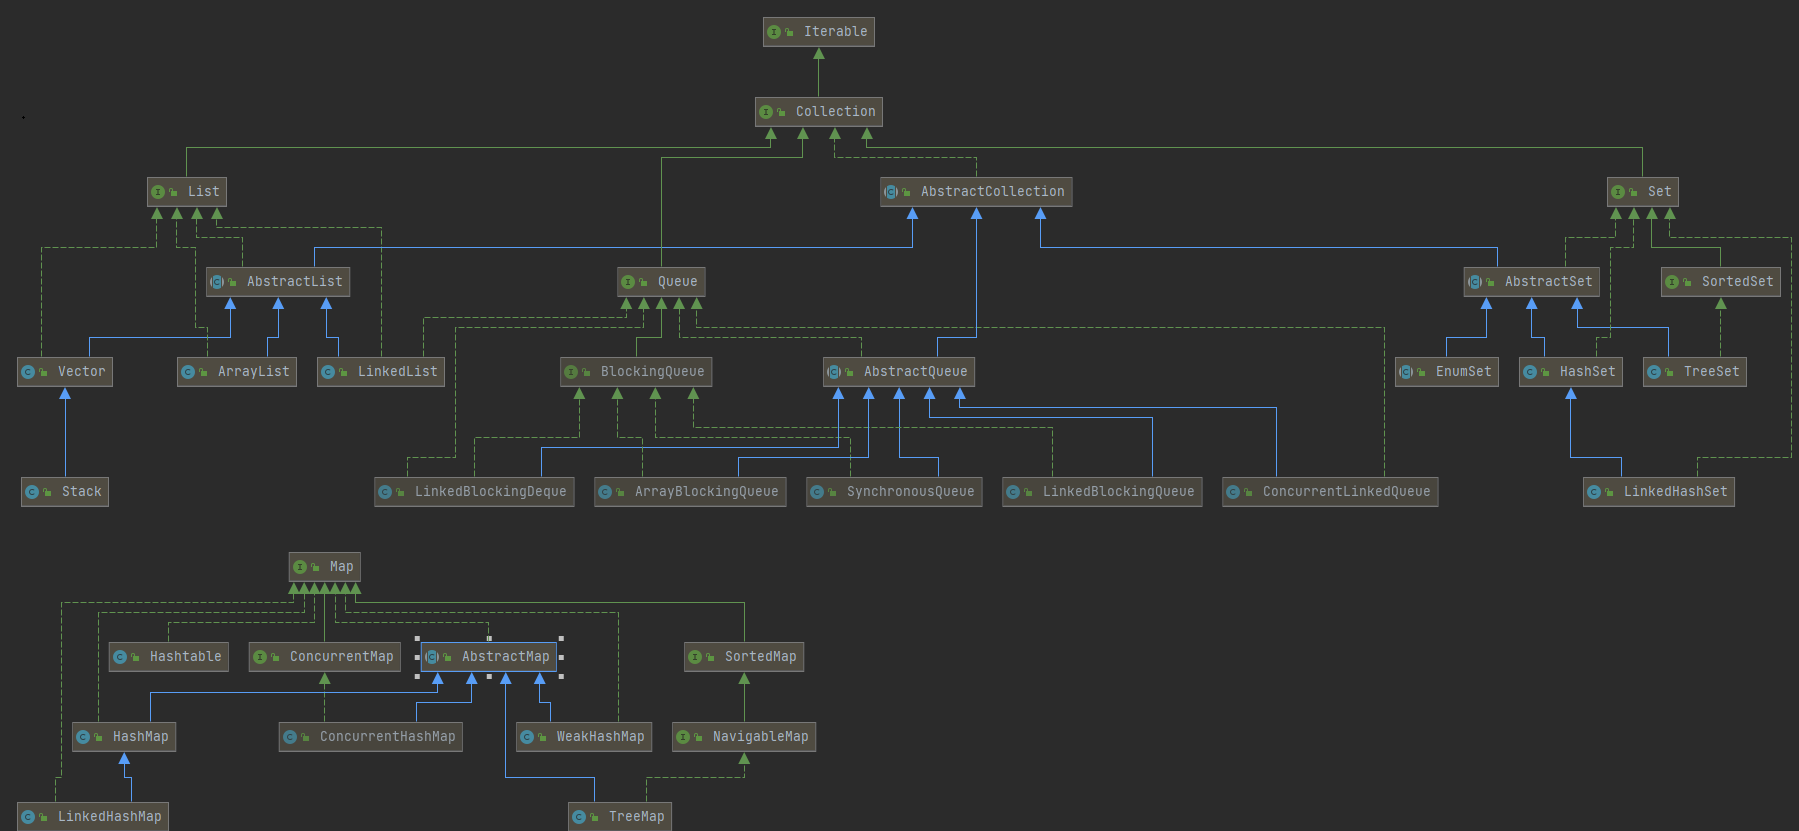 Iterable
Collection
List
AbstractCollection
Set
AbstractList
Queue
AbstractSet
SortedSet
Vector
ArrayList
LinkedList
BlockingQueue
AbstractQueue
EnumSet
HashSet
TreeSet
Stack
LinkedBlockingDeque
ArrayBlockingQueue
SynchronousQueue
LinkedBlockingQueue
ConcurrentLinkedQueue
LinkedHashSet
Map
Hashtable
ConcurrentMap
AbstractMap
SortedMap
HashMap
ConcurrentHashMap
WeakHashMap
NavigableMap
LinkedHashMap
TreeMap